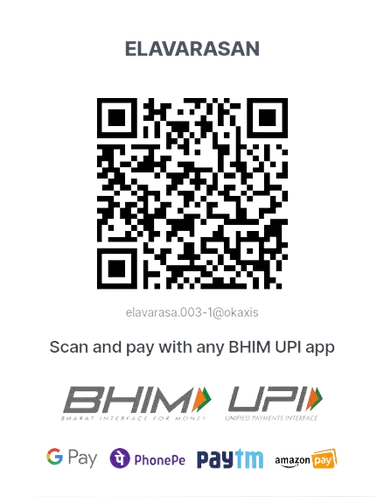 ELAVARASAN
elavarasa.003-1@okaxis
Scan and pay with any BHIM UPI app
BHIM UPI
BHARAT INTERFACE FOR MONEY UNIFIED PAYMENTS INTERFACE
G Pay पे PhonePe paytm amazon pay